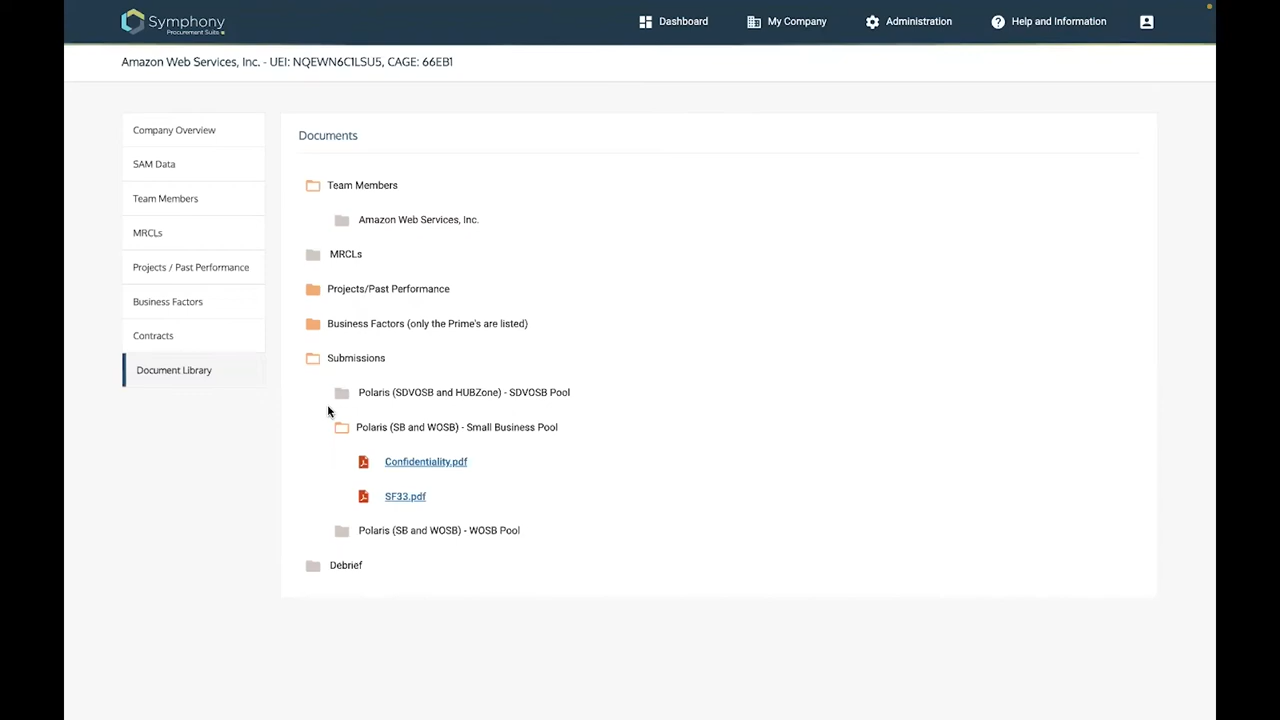 Symphony
Procurement Suite
Dashboard
My Company
Administration
Help and Information
Amazon Web Services, Inc. - UEI: NQEWN6C1LSU5, CAGE: 66EB1
Company Overview
SAM Data
Team Members
MRCLs
Projects / Past Performance
Business Factors
Contracts
Document Library
Documents
Team Members
Amazon Web Services, Inc.
MRCLs
Projects/Past Performance
Business Factors (only the Prime's are listed)
Submissions
Polaris (SDVOSB and HUBZone) - SDVOSB Pool
Polaris (SB and WOSB) - Small Business Pool
Confidentiality.pdf
SF33.pdf
Polaris (SB and WOSB) - WOSB Pool
Debrief